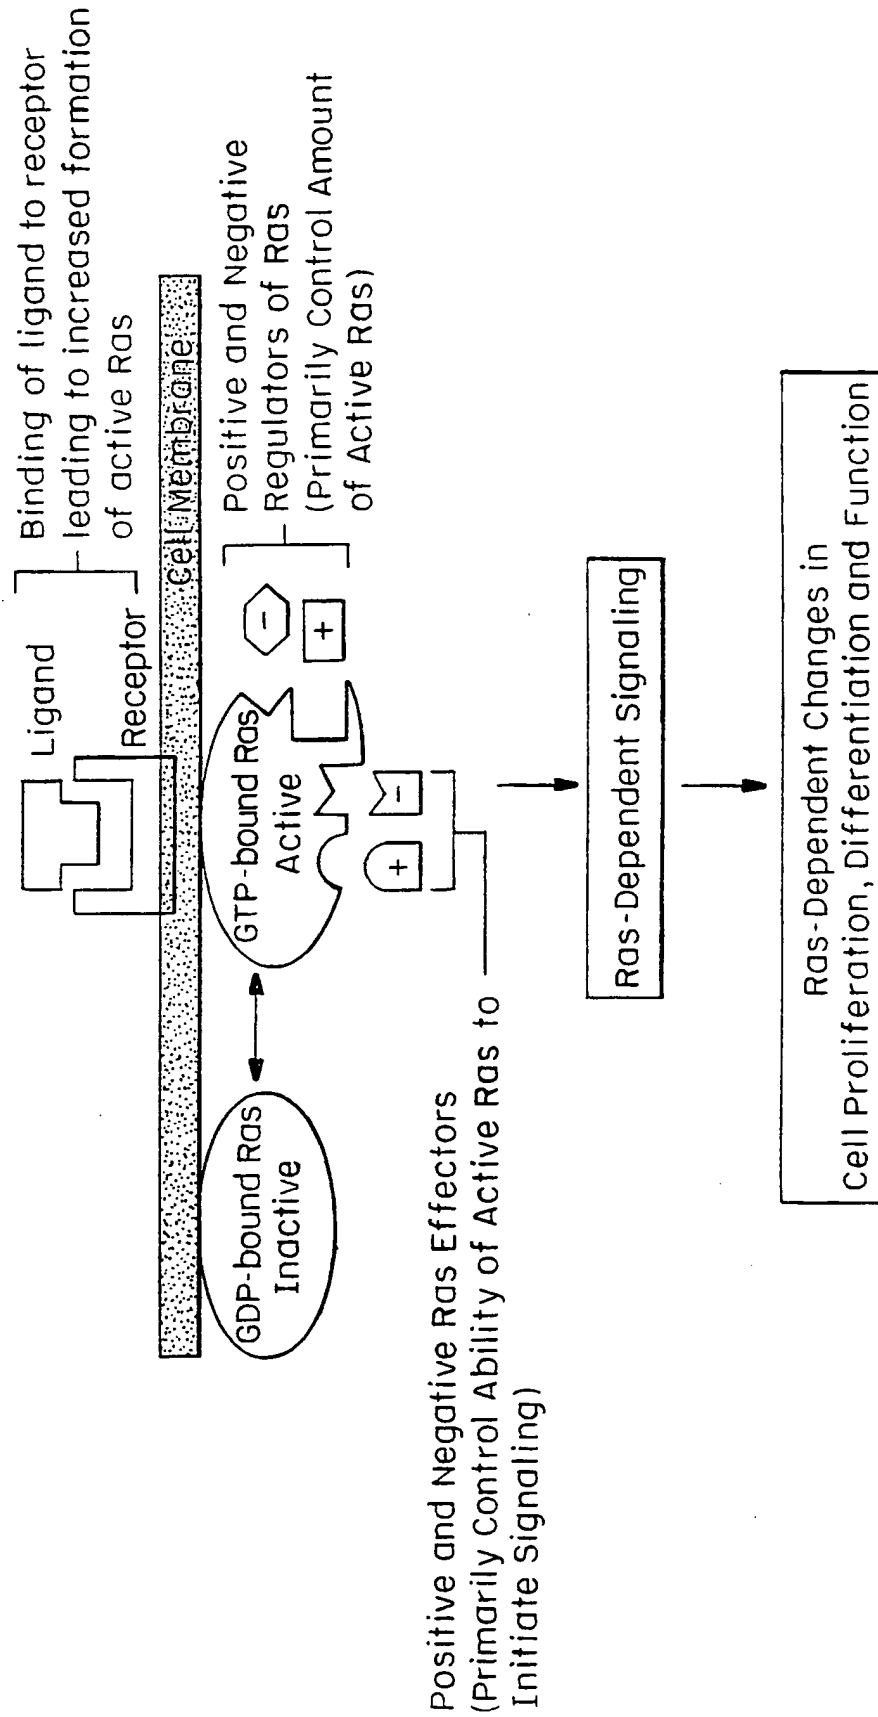 Binding of ligand to receptor
leading to increased formation
of active Ras
Ligand
Receptor
Cell Membrane
GDP-bound Ras
Inactive
GTP-bound Ras
Active
-
+
Positive and Negative
Regulators of Ras
(Primarily Control Amount
of Active Ras)
+
-
Positive and Negative Ras Effectors
(Primarily Control Ability of Active Ras to
Initiate Signaling)
Ras-Dependent Signaling
Ras-Dependent Changes in
Cell Proliferation, Differentiation and Function